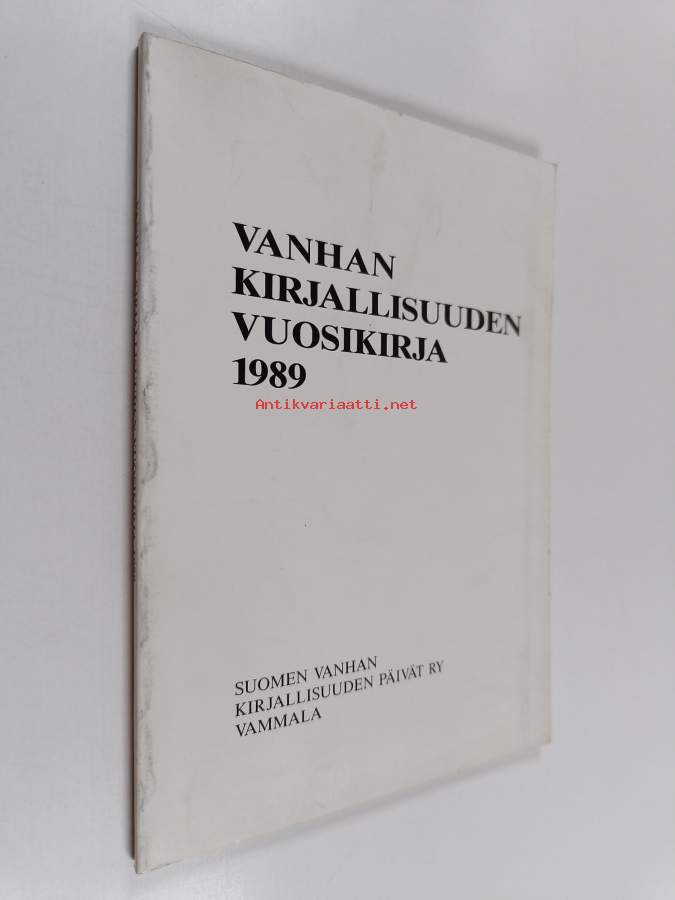 VANHAN
KIRJALLISUUDEN
VUOSIKIRJA
1989
Antikvariaatti.net
SUOMEN VANHAN
KIRJALLISUUDEN PÄIVÄT RY
VAMMALA